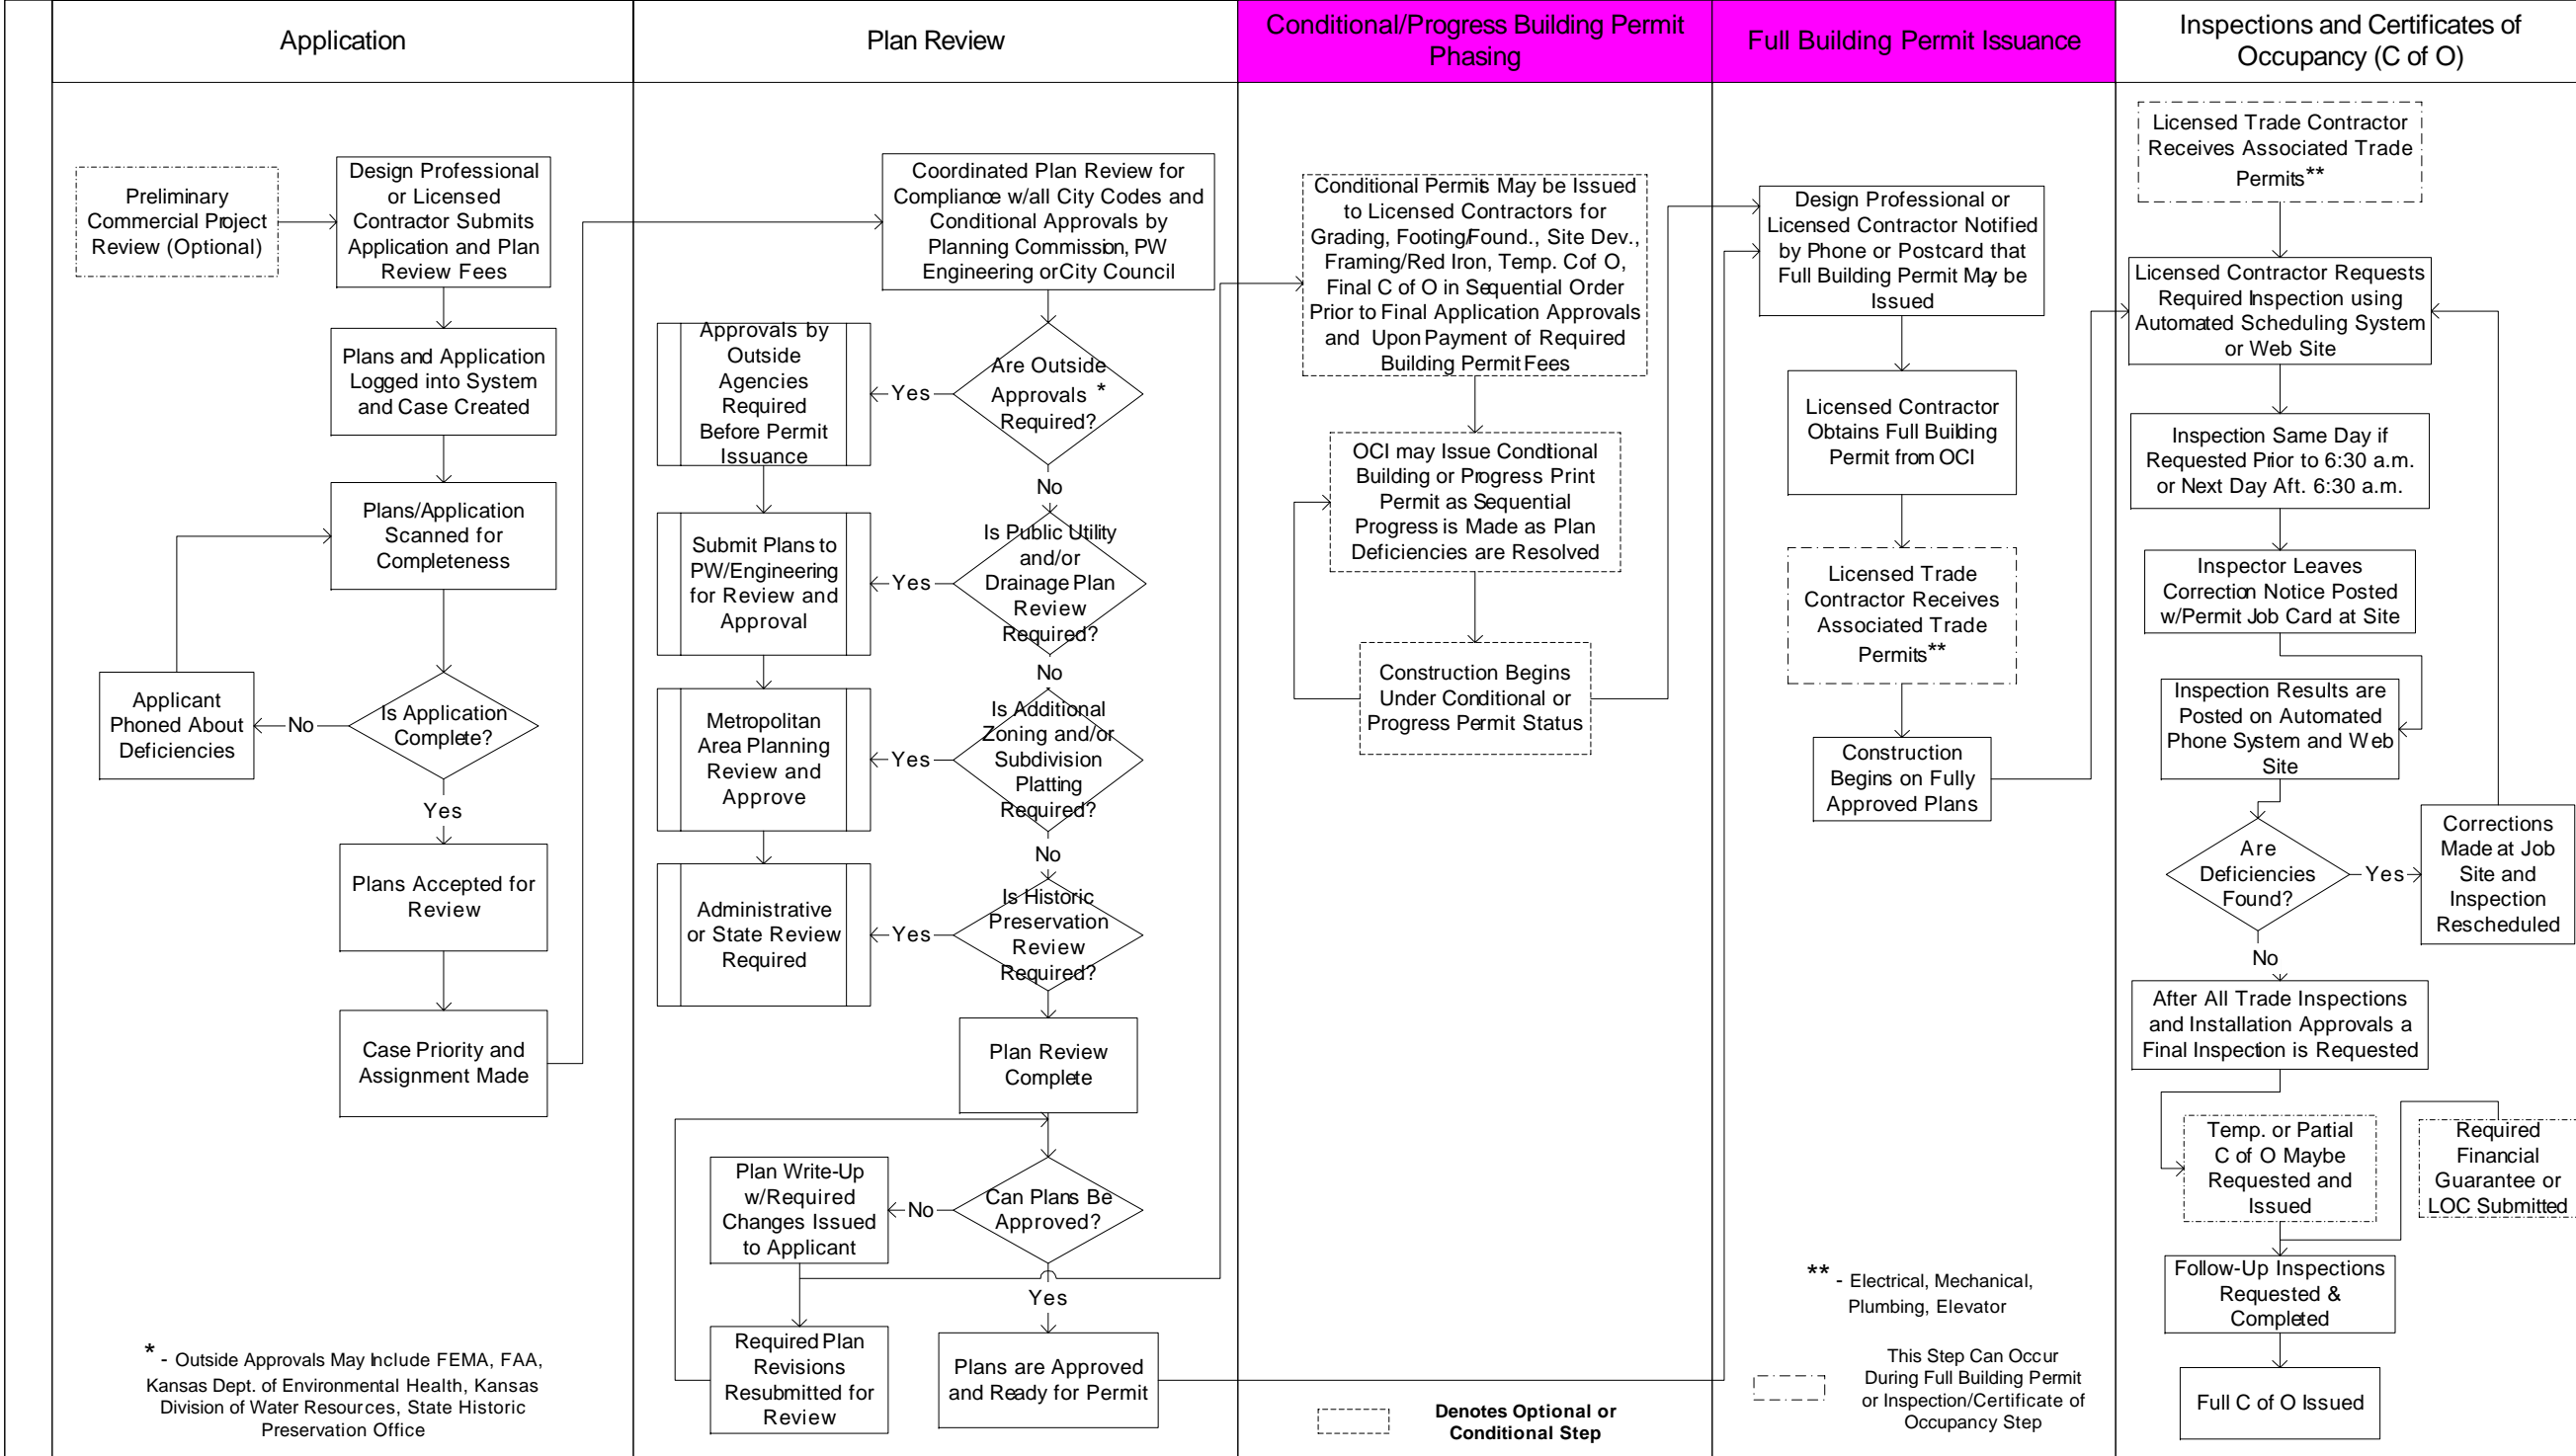 Application
Plan Review
Conditional/Progress Building Permit
Phasing
Full Building Permit Issuance
Inspections and Certificates of
Occupancy (C of O)
Preliminary
Commercial Project
Review (Optional)
Design Professional
or Licensed
Contractor Submits
Application and Plan
Review Fees
Plans and Application
Logged into System
and Case Created
Plans/Application
Scanned for
Completeness
Applicant
Phoned About
Deficiencies
No
Is Application
Complete?
Yes
Plans Accepted for
Review
Case Priority and
Assignment Made
* - Outside Approvals May Include FEMA, FAA,
Kansas Dept. of Environmental Health, Kansas
Division of Water Resources, State Historic
Preservation Office
Coordinated Plan Review for
Compliance w/all City Codes and
Conditional Approvals by
Planning Commission, PW
Engineering or City Council
Approvals by
Outside
Agencies
Required
Before Permit
Issuance
Yes
Are Outside
Approvals *
Required?
No
Submit Plans to
PW/Engineering
for Review and
Approval
Yes
Is Public Utility
and/or
Drainage Plan
Review
Required?
No
Metropolitan
Area Planning
Review and
Approve
Yes
Is Additional
Zoning and/or
Subdivision
Platting
Required?
No
Administrative
or State Review
Required
Yes
Is Historic
Preservation
Review
Required?
Plan Review
Complete
Plan Write-Up
w/Required
Changes Issued
to Applicant
No
Can Plans Be
Approved?
Yes
Required Plan
Revisions
Resubmitted for
Review
Plans are Approved
and Ready for Permit
Conditional Permits May be Issued
to Licensed Contractors for
Grading, Footing/Found., Site Dev.,
Framing/Red Iron, Temp. Cof O,
Final C of O in Sequential Order
Prior to Final Application Approvals
and Upon Payment of Required
Building Permit Fees
OCI may Issue Conditional
Building or Progress Print
Permit as Sequential
Progress is Made as Plan
Deficiencies are Resolved
Construction Begins
Under Conditional or
Progress Permit Status
Denotes Optional or
Conditional Step
Design Professional or
Licensed Contractor Notified
by Phone or Postcard that
Full Building Permit May be
Issued
Licensed Contractor
Obtains Full Building
Permit from OCI
Licensed Trade
Contractor Receives
Associated Trade
Permits**
Construction
Begins on Fully
Approved Plans
** - Electrical, Mechanical,
Plumbing, Elevator
This Step Can Occur
During Full Building Permit
or Inspection/Certificate of
Occupancy Step
Licensed Trade Contractor
Receives Associated Trade
Permits**
Licensed Contractor Requests
Required Inspection using
Automated Scheduling System
or Web Site
Inspection Same Day if
Requested Prior to 6:30 a.m.
or Next Day Aft. 6:30 a.m.
Inspector Leaves
Correction Notice Posted
w/Permit Job Card at Site
Inspection Results are
Posted on Automated
Phone System and Web
Site
Are
Deficiencies
Found?
Yes
Corrections
Made at Job
Site and
Inspection
Rescheduled
No
After All Trade Inspections
and Installation Approvals a
Final Inspection is Requested
Temp. or Partial
C of O Maybe
Requested and
Issued
Required
Financial
Guarantee or
LOC Submitted
Follow-Up Inspections
Requested &
Completed
Full C of O Issued